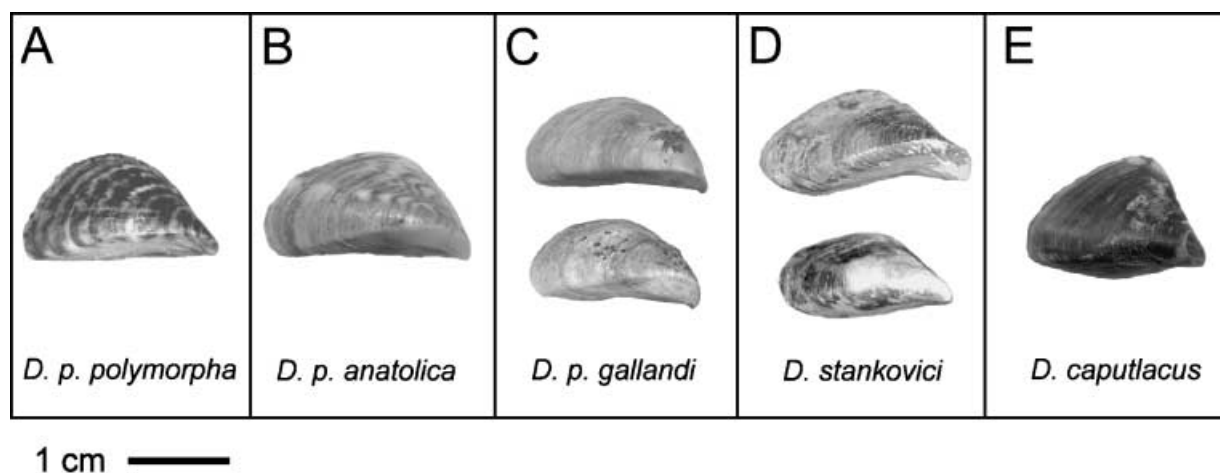 A
B
C
D
E
D. p. polymorpha
D. p. anatolica
D. p. gallandi
D. stankovici
D. caputlacus
1 cm